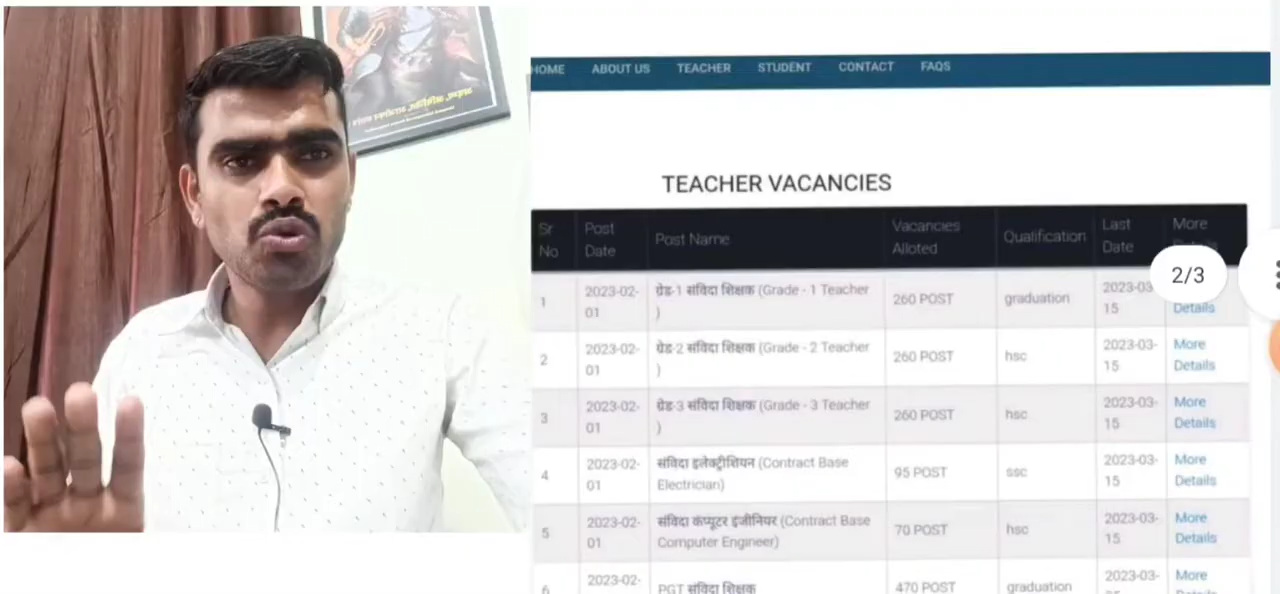 HOME ABOUT US TEACHER STUDENT CONTACT FAQS
TEACHER VACANCIES
Sr No Post Date Post Name Vacancies Alloted Qualification Last Date More
2/3
1 2023-02-01 ग्रेड-1 संविदा शिक्षक (Grade - 1 Teacher ) 260 POST graduation 2023-03-15 Details
2 2023-02-01 ग्रेड-2 संविदा शिक्षक (Grade - 2 Teacher ) 260 POST hsc 2023-03-15 More Details
3 2023-02-01 ग्रेड-3 संविदा शिक्षक (Grade - 3 Teacher ) 260 POST hsc 2023-03-15 More Details
4 2023-02-01 संविदा इलेक्ट्रीशियन (Contract Base Electrician) 95 POST ssc 2023-03-15 More Details
5 2023-02-01 संविदा कंप्यूटर इंजीनियर (Contract Base Computer Engineer) 70 POST hsc 2023-03-15 More Details
6 2023-02- PGT संविदा शिक्षक 470 POST graduation 2023-03- More